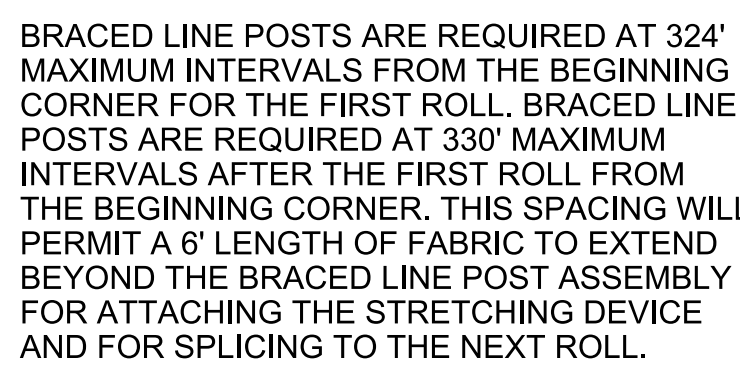 BRACED LINE POSTS ARE REQUIRED AT 324'
MAXIMUM INTERVALS FROM THE BEGINNING
CORNER FOR THE FIRST ROLL. BRACED LINE
POSTS ARE REQUIRED AT 330' MAXIMUM
INTERVALS AFTER THE FIRST ROLL FROM
THE BEGINNING CORNER. THIS SPACING WILL
PERMIT A 6' LENGTH OF FABRIC TO EXTEND
BEYOND THE BRACED LINE POST ASSEMBLY
FOR ATTACHING THE STRETCHING DEVICE
AND FOR SPLICING TO THE NEXT ROLL.